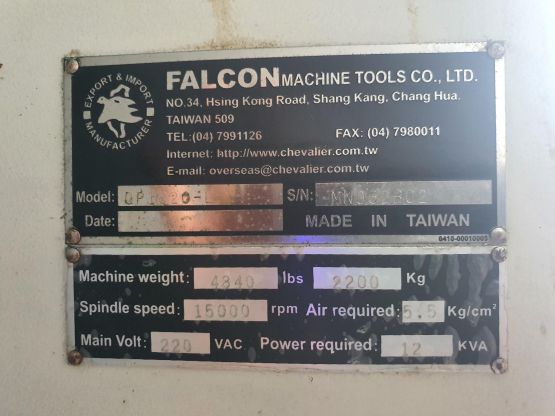 EXPORT & IMPORT
MANUFACTURER
FALCON MACHINE TOOLS CO., LTD.
NO.34, Hsing Kong Road, Shang Kang, Chang Hua.
TAIWAN 509
TEL:(04) 7991126 FAX: (04) 7980011
Internet: http://www.chevalier.com.tw
E-mail: overseas@chevalier.com.tw
Model: S/N:
Date: MADE IN TAIWAN
Machine weight: 4840 lbs 2200 Kg
Spindle speed: 15000 rpm Air required: 5.5 Kg/cm²
Main Volt: 220 VAC Power required: 12 KVA